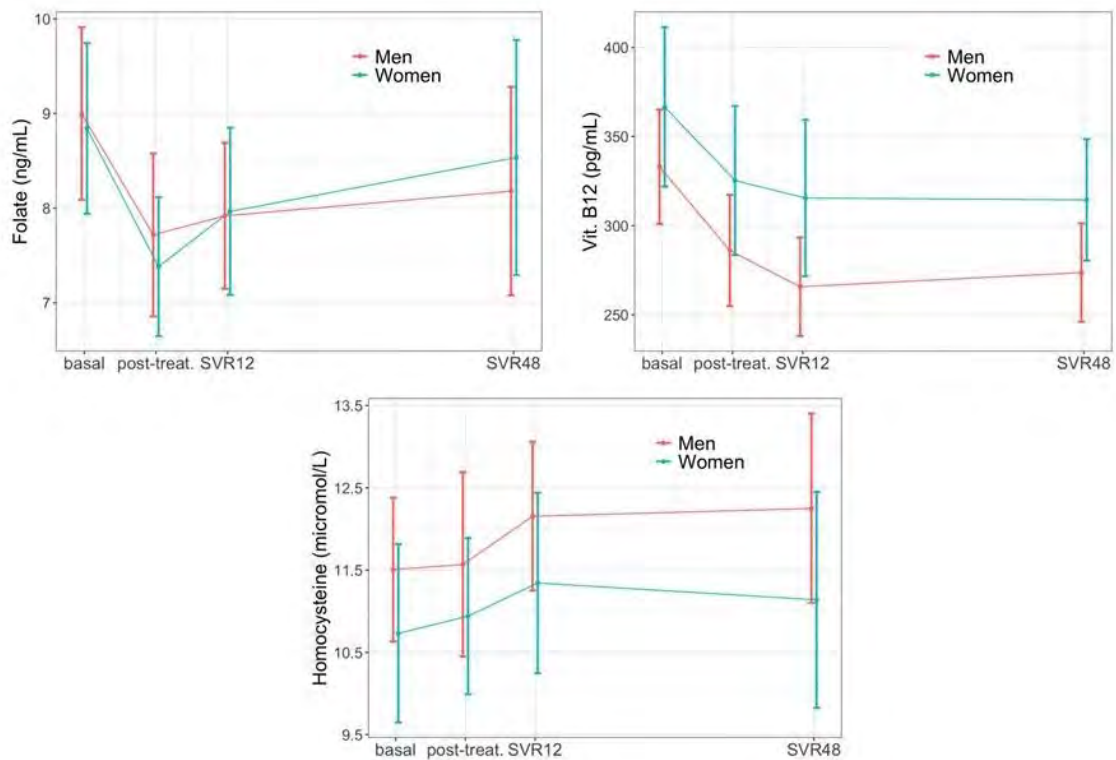 Folate (ng/mL)
10
9
8
7
Men
Women
basal post-treat. SVR12 SVR48
Vit. B12 (pg/mL)
400
350
300
250
Men
Women
basal post-treat. SVR12 SVR48
Homocysteine (micromol/L)
13.5
12.5
11.5
10.5
9.5
Men
Women
basal post-treat. SVR12 SVR48